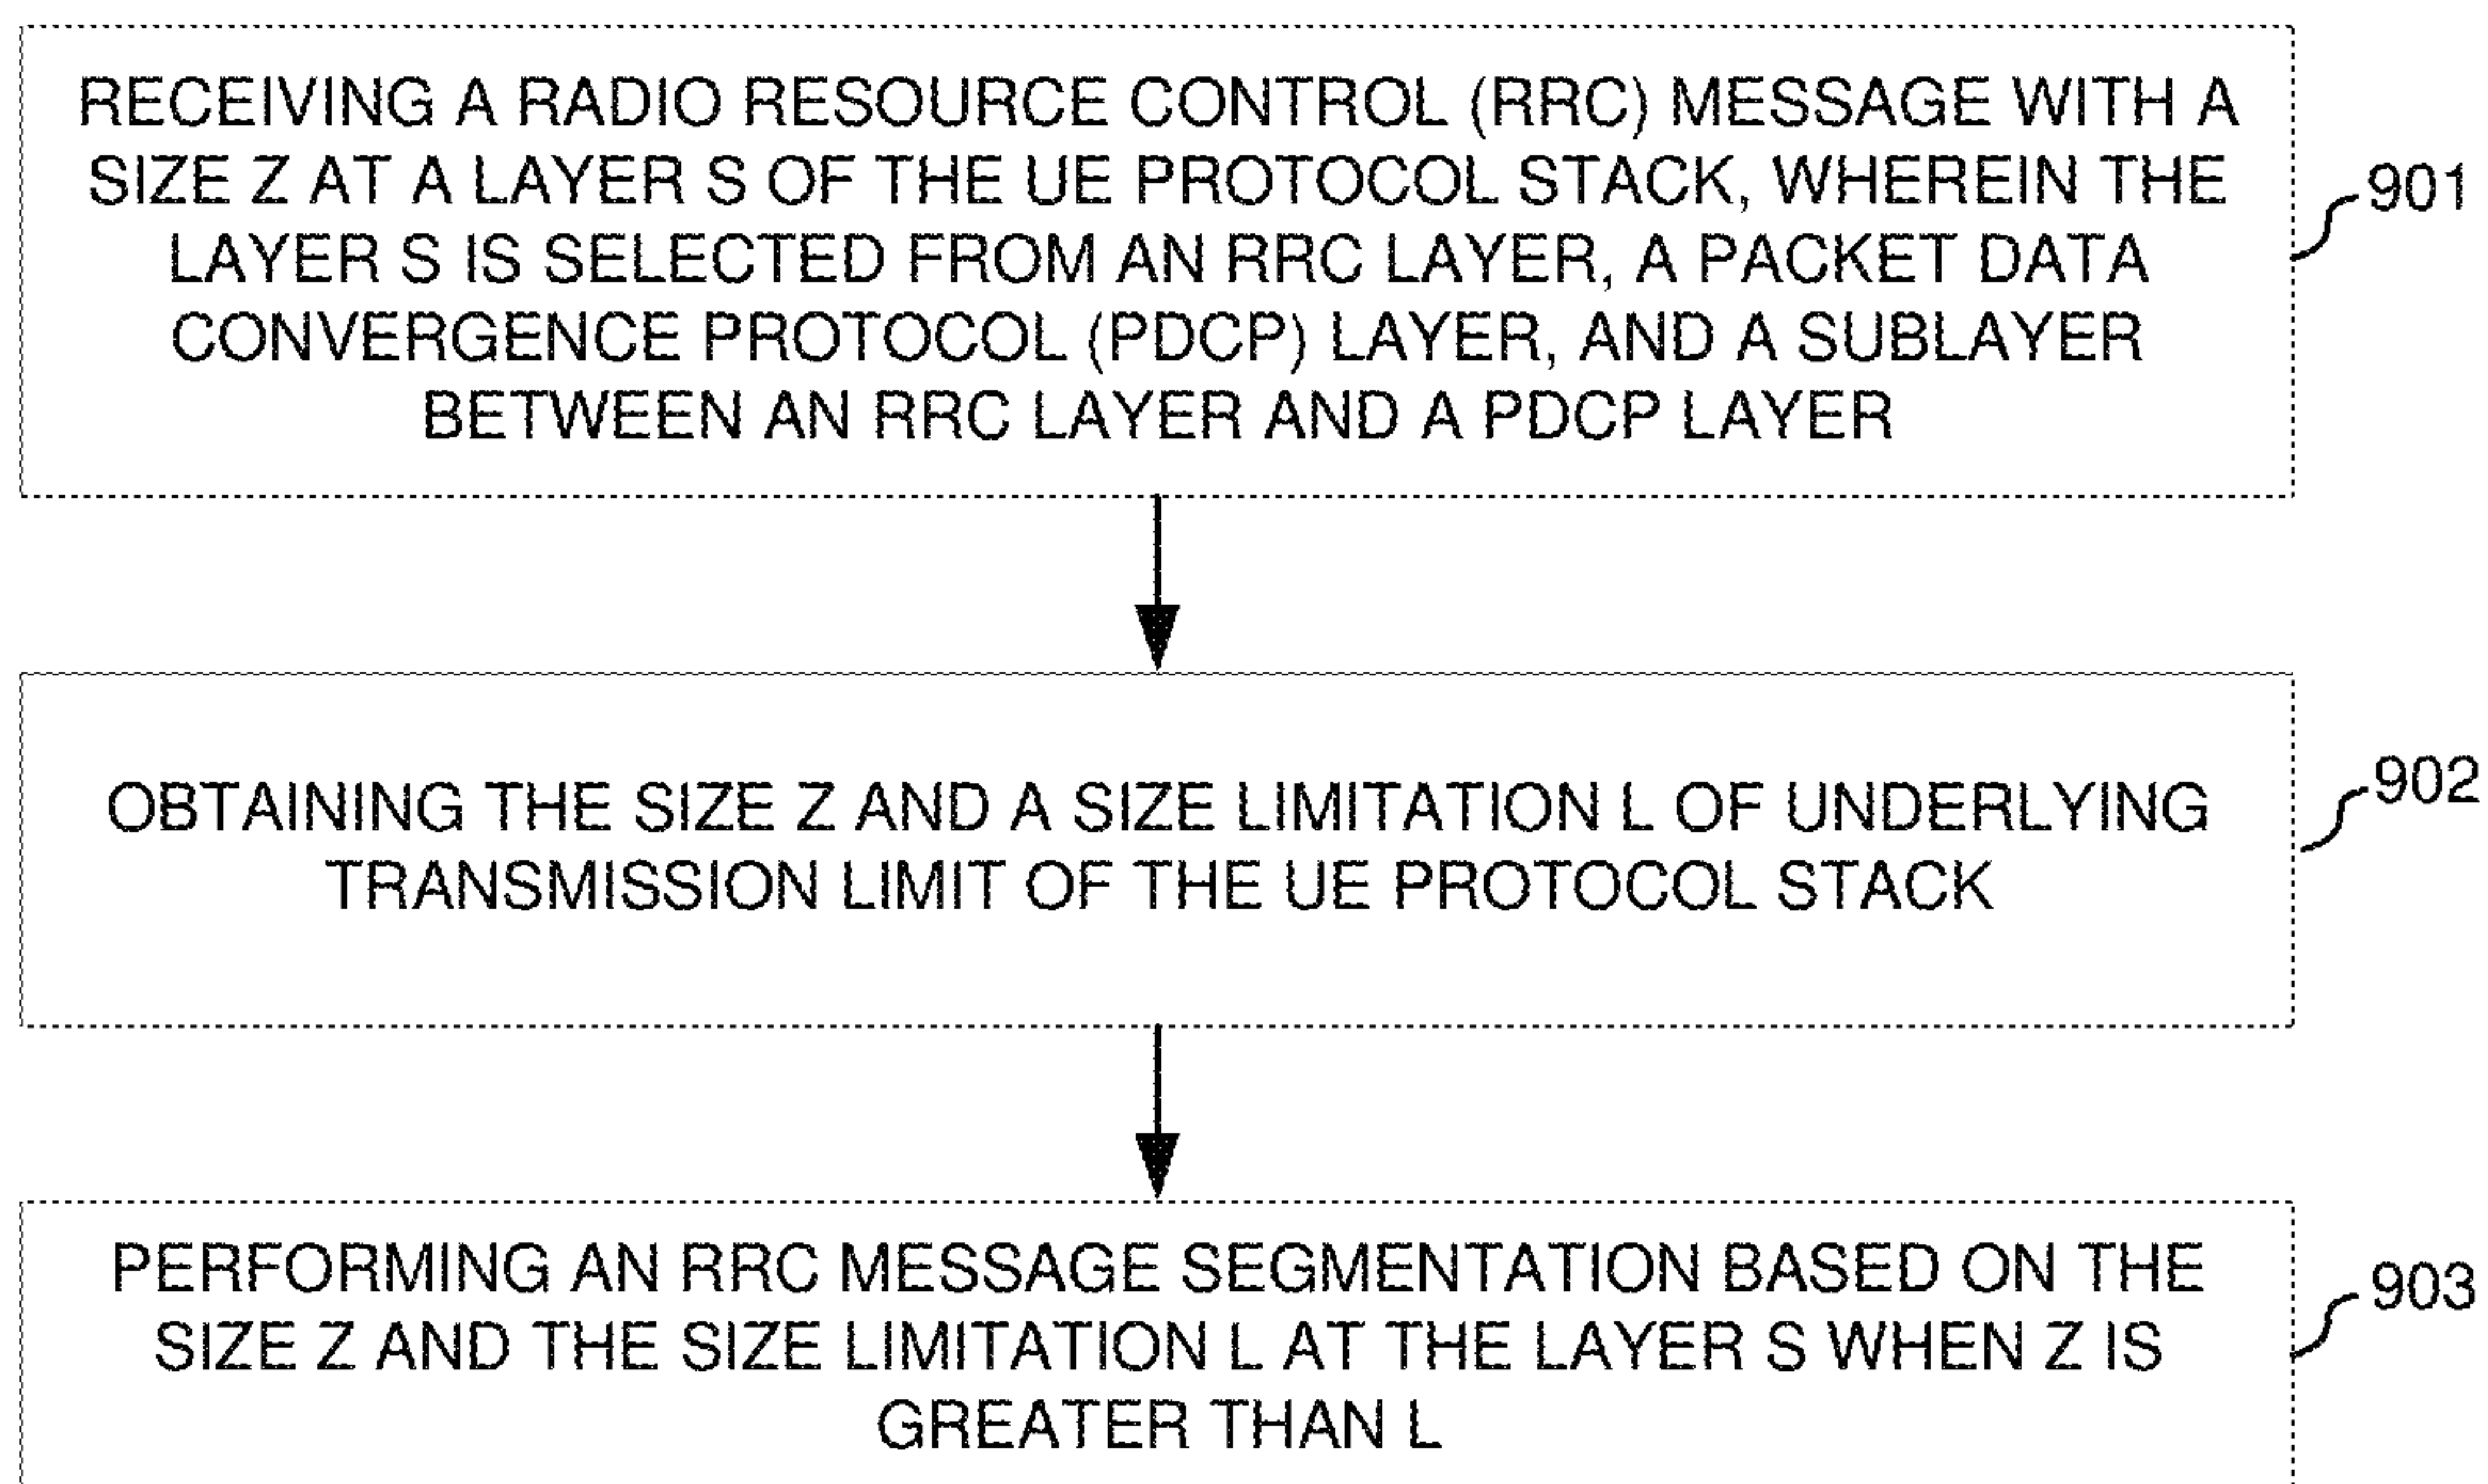 RECEIVING A RADIO RESOURCE CONTROL (RRC) MESSAGE WITH A
SIZE Z AT A LAYER S OF THE UE PROTOCOL STACK, WHEREIN THE
LAYER S IS SELECTED FROM AN RRC LAYER, A PACKET DATA
CONVERGENCE PROTOCOL (PDCP) LAYER, AND A SUBLAYER
BETWEEN AN RRC LAYER AND A PDCP LAYER
901
OBTAINING THE SIZE Z AND A SIZE LIMITATION L OF UNDERLYING
TRANSMISSION LIMIT OF THE UE PROTOCOL STACK
902
PERFORMING AN RRC MESSAGE SEGMENTATION BASED ON THE
SIZE Z AND THE SIZE LIMITATION L AT THE LAYER S WHEN Z IS
GREATER THAN L
903